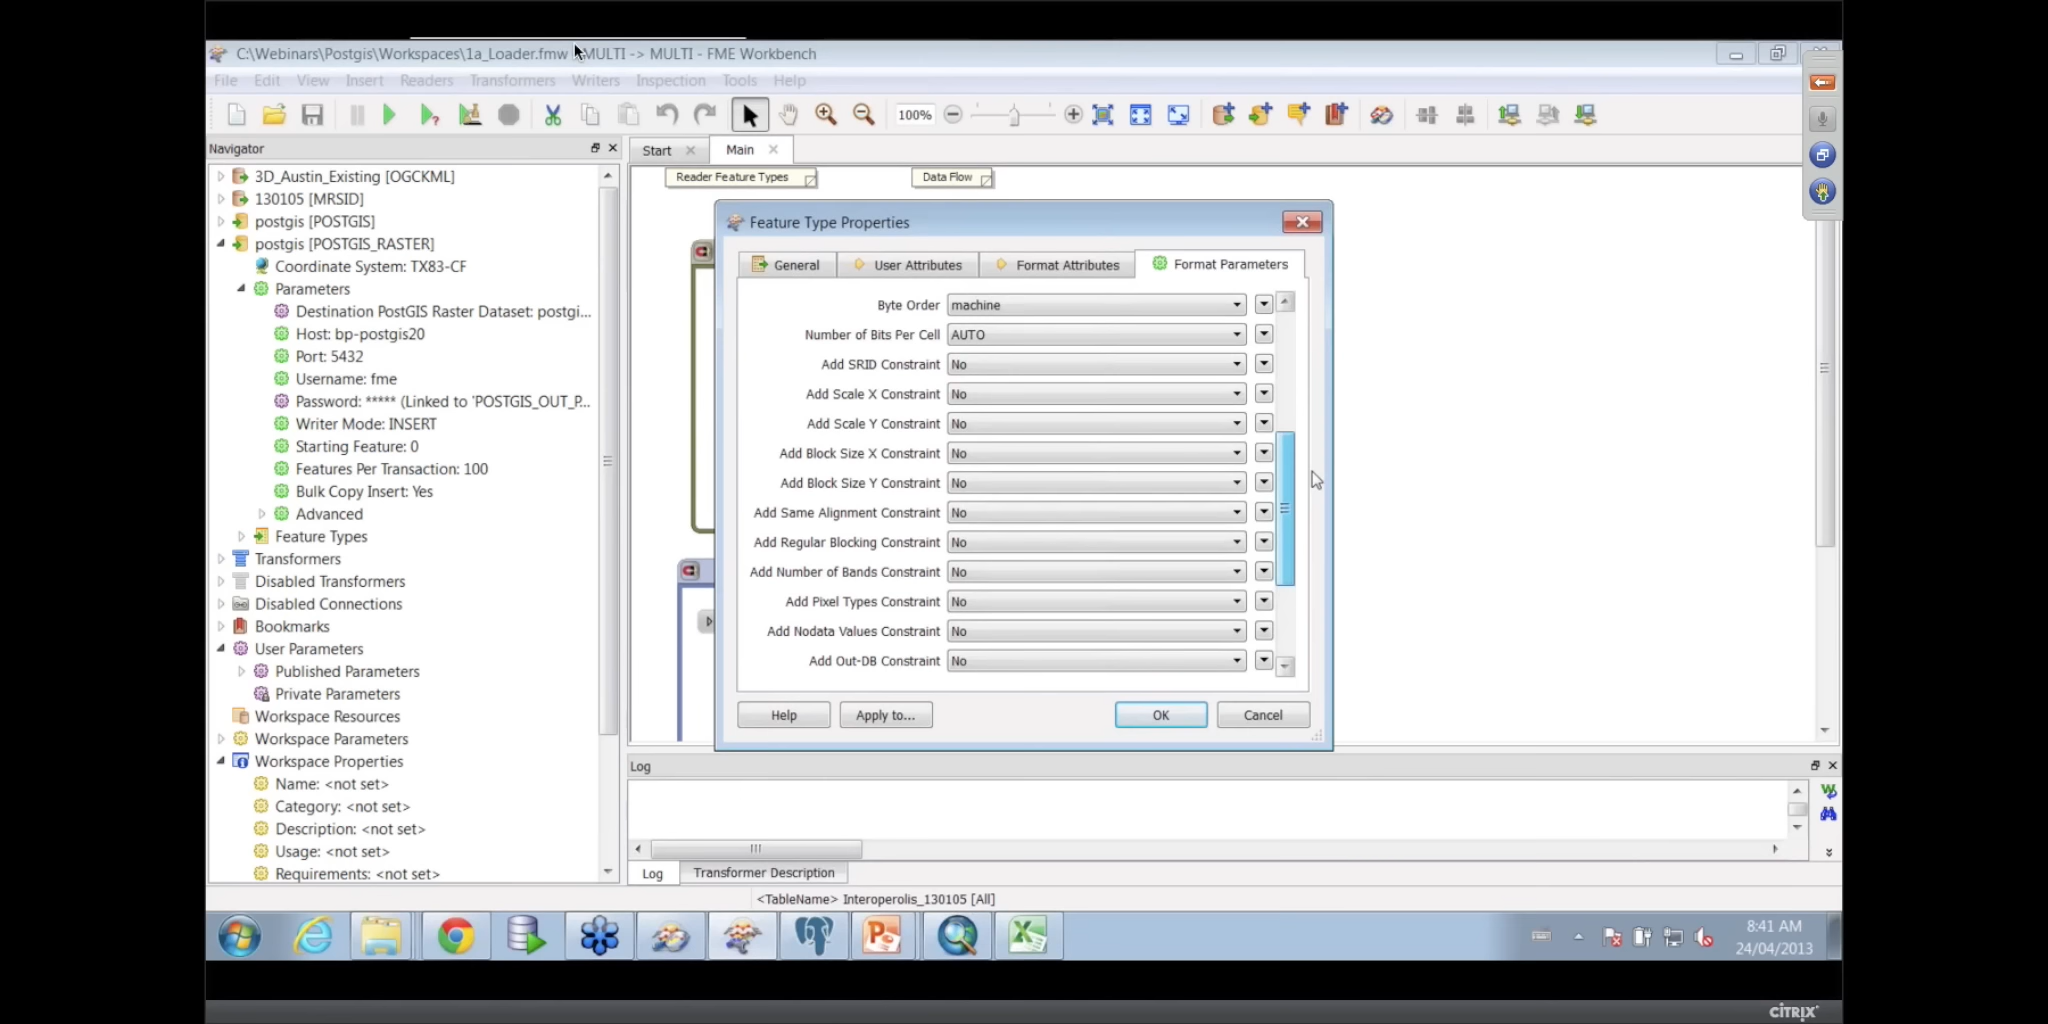 C:\Webinars\Postgis\Workspaces\1a_Loader.fmw MULTI -> MULTI - FME Workbench
File Edit View Insert Readers Transformers Writers Inspection Tools Help
100%
Navigator
Start
Main
3D_Austin_Existing [OGCKML]
130105 [MRSID]
postgis [POSTGIS]
postgis [POSTGIS_RASTER]
Coordinate System: TX83-CF
Parameters
Destination PostGIS Raster Dataset: postgi...
Host: bp-postgis20
Port: 5432
Username: fme
Password: ***** (Linked to 'POSTGIS_OUT_P...
Writer Mode: INSERT
Starting Feature: 0
Features Per Transaction: 100
Bulk Copy Insert: Yes
Advanced
Feature Types
Transformers
Disabled Transformers
Disabled Connections
Bookmarks
User Parameters
Published Parameters
Private Parameters
Workspace Resources
Workspace Parameters
Workspace Properties
Name: <not set>
Category: <not set>
Description: <not set>
Usage: <not set>
Requirements: <not set>
Reader Feature Types
Data Flow
Feature Type Properties
General
User Attributes
Format Attributes
Format Parameters
Byte Order machine
Number of Bits Per Cell AUTO
Add SRID Constraint No
Add Scale X Constraint No
Add Scale Y Constraint No
Add Block Size X Constraint No
Add Block Size Y Constraint No
Add Same Alignment Constraint No
Add Regular Blocking Constraint No
Add Number of Bands Constraint No
Add Pixel Types Constraint No
Add Nodata Values Constraint No
Add Out-DB Constraint No
Help
Apply to...
OK
Cancel
Log
Log
Transformer Description
<TableName> Interoperolis_130105 [All]
8:41 AM
24/04/2013
CITRIX